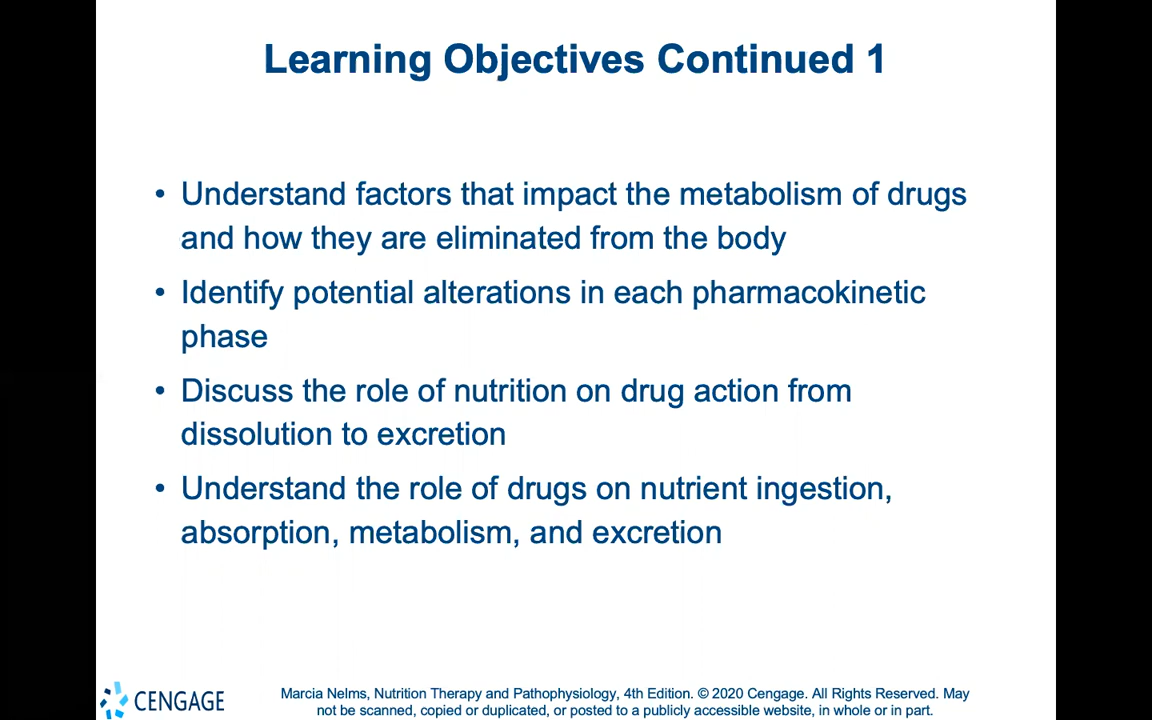 Learning Objectives Continued 1
• Understand factors that impact the metabolism of drugs
and how they are eliminated from the body
• Identify potential alterations in each pharmacokinetic
phase
• Discuss the role of nutrition on drug action from
dissolution to excretion
• Understand the role of drugs on nutrient ingestion,
absorption, metabolism, and excretion
CENGAGE
Marcia Nelms, Nutrition Therapy and Pathophysiology, 4th Edition. © 2020 Cengage. All Rights Reserved. May
not be scanned, copied or duplicated, or posted to a publicly accessible website, in whole or in part.